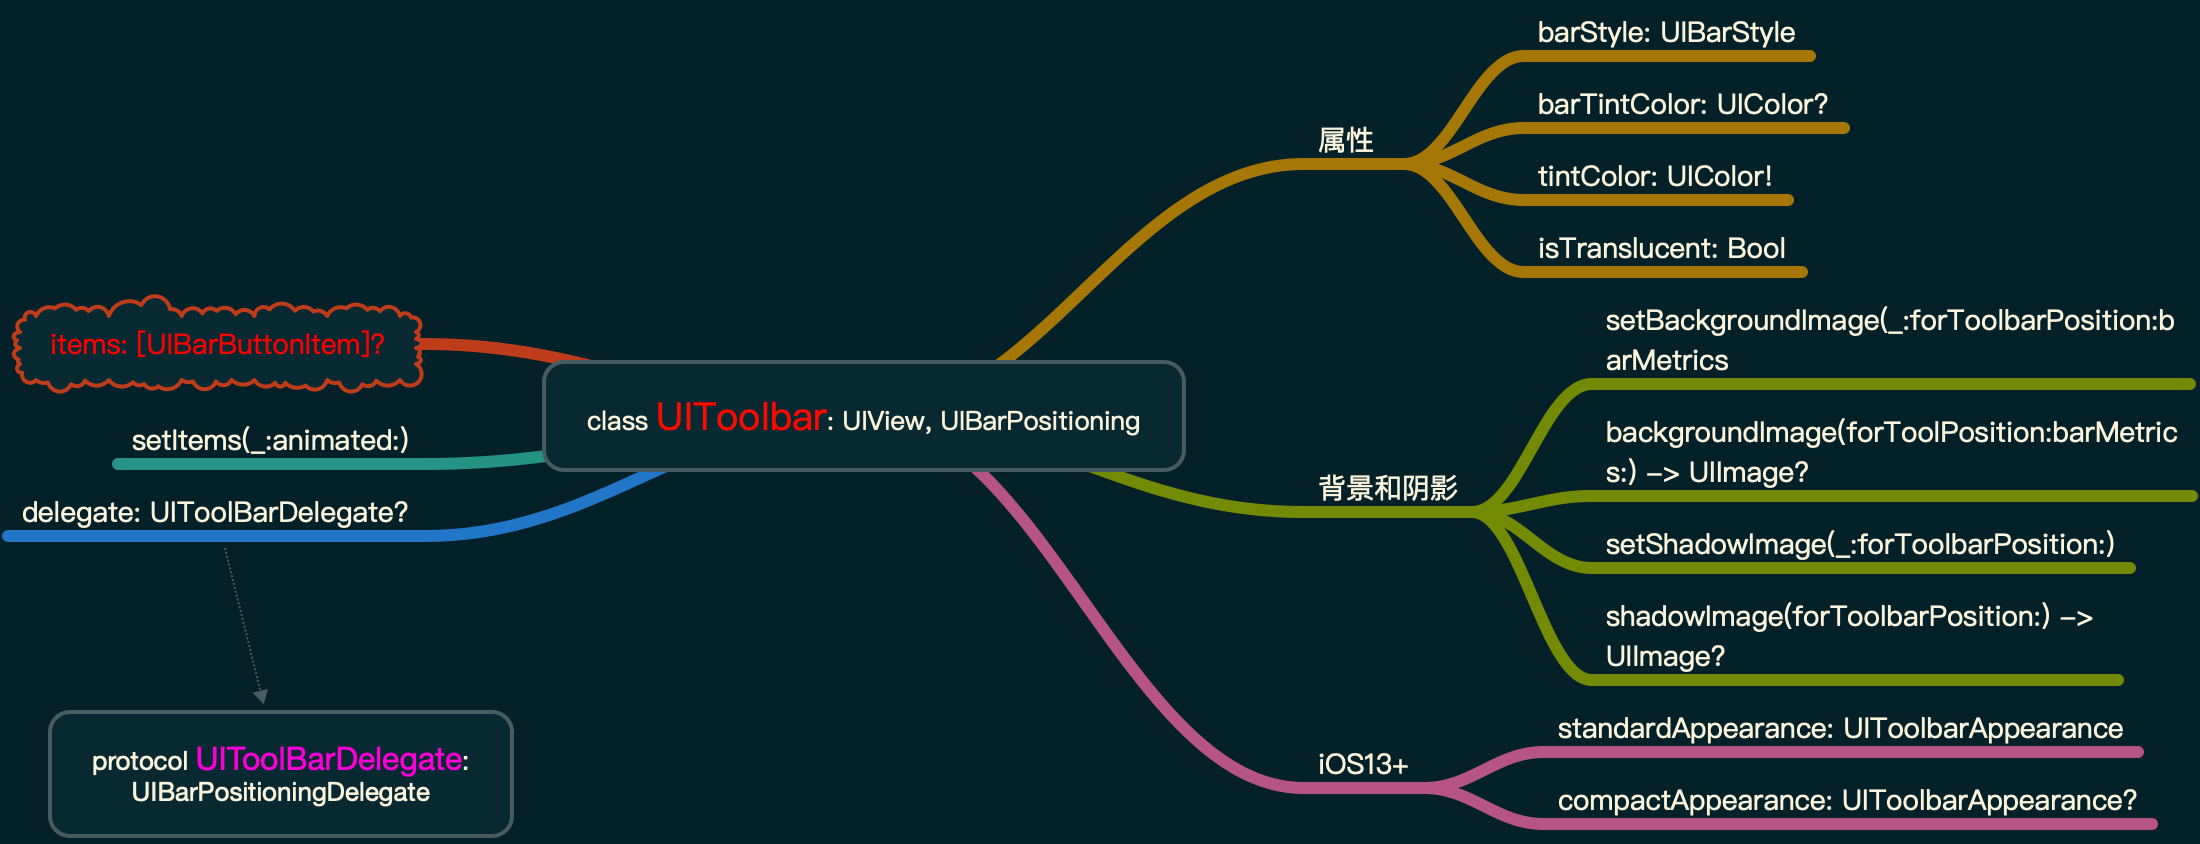 items: [UIBarButtonItem]?
setItems(_:animated:)
delegate: UIToolBarDelegate?
protocol UIToolBarDelegate:
UIBarPositioningDelegate
class UIToolbar: UIView, UIBarPositioning
属性
barStyle: UIBarStyle
barTintColor: UIColor?
tintColor: UIColor!
isTranslucent: Bool
背景和阴影
setBackgroundImage(_:forToolbarPosition:b
arMetrics
backgroundImage(forToolPosition:barMetric
s:) -> UIImage?
setShadowImage(_:forToolbarPosition:)
shadowImage(forToolbarPosition:) ->
UIImage?
iOS13+
standardAppearance: UIToolbarAppearance
compactAppearance: UIToolbarAppearance?